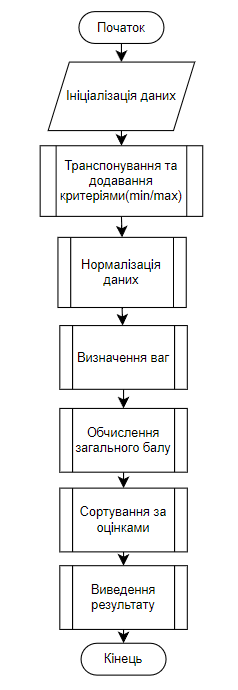 Початок
Ініціалізація даних
Транспонування та
додавання
критеріями(min/max)
Нормалізація
даних
Визначення ваг
Обчислення
загального балу
Сортування за
оцінками
Виведення
результату
Кінець